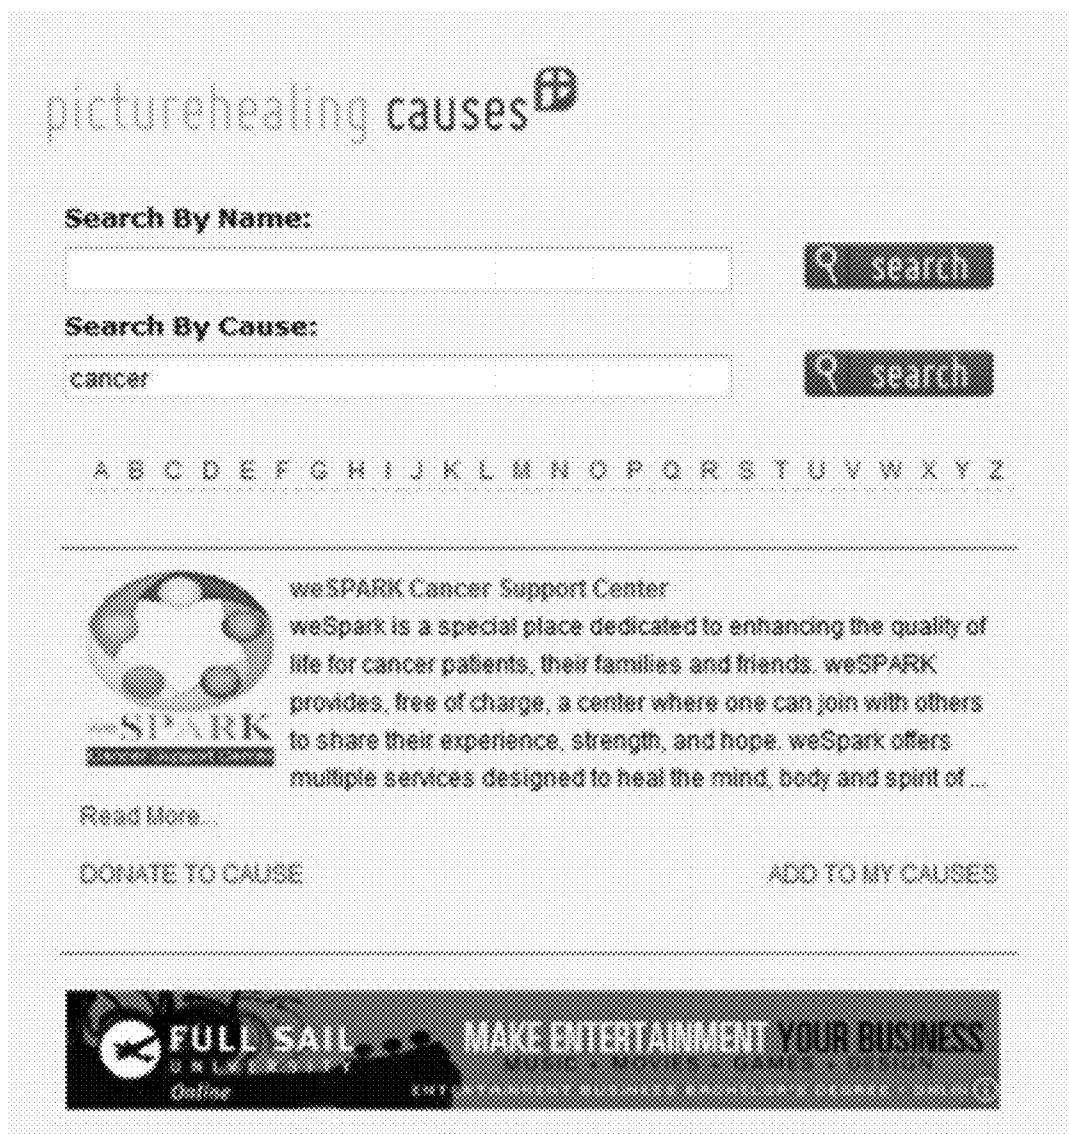 picturehealing causes
Search By Name:
search
Search By Cause:
cancer
search
A B C D E F G H I J K L M N O P Q R S T U V W X Y Z
weSPARK Cancer Support Center
weSpark is a special place dedicated to enhancing the quality of
life for cancer patients, their families and friends. weSPARK
provides, free of charge, a center where one can join with others
to share their experience, strength, and hope. weSpark offers
multiple services designed to heal the mind, body and spirit of ...
SPARK
Read More...
DONATE TO CAUSE
ADD TO MY CAUSES
FULL SAIL
UNIVERSITY
Online
MAKE ENTERTAINMENT YOUR BUSINESS
MUSIC • MOVIES • GAMES • DESIGN